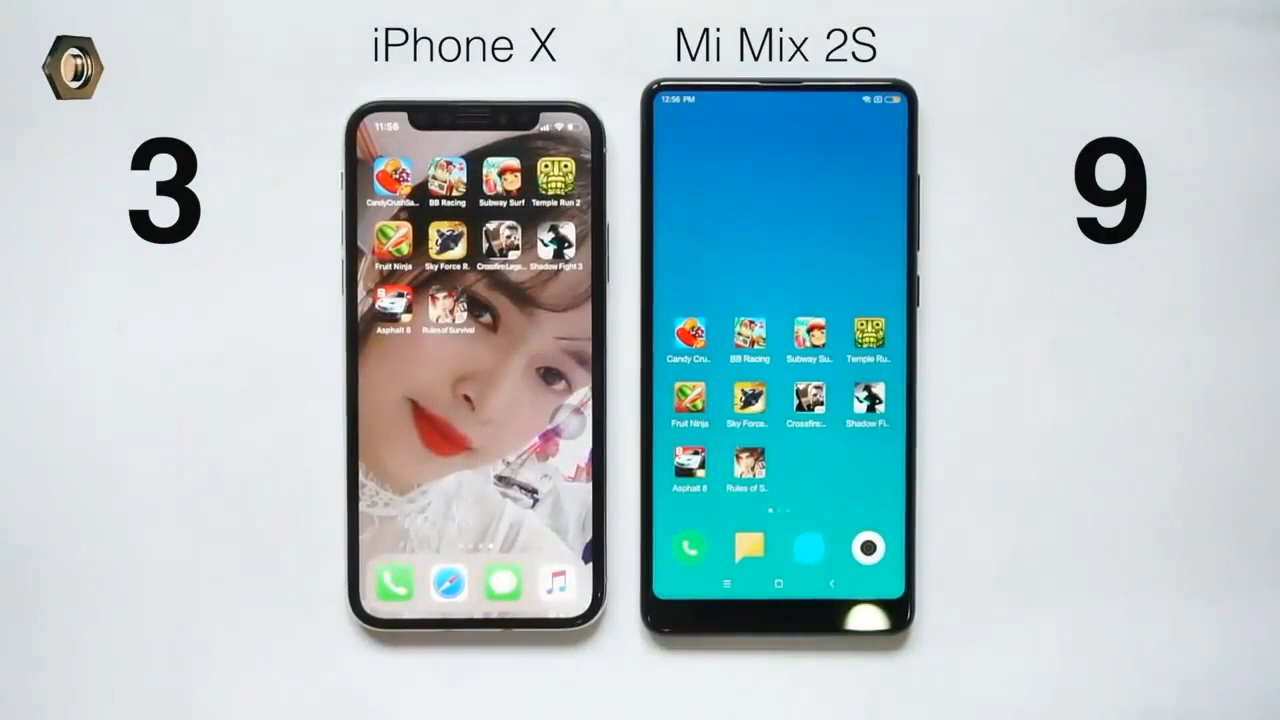 iPhone X
Mi Mix 2S
3
9
11:56
12:56 PM
CandyCrushSa... BB Racing Subway Surf Temple Run 2
Fruit Ninja Sky Force R. Crossfire Lege... Shadow Fight 3
Asphalt 8 Rules of Survival
Candy Cru.. BB Racing Subway Su.. Temple Ru..
Fruit Ninja Sky Force.. Crossfire:.. Shadow Fi..
Asphalt 8 Rules of S..